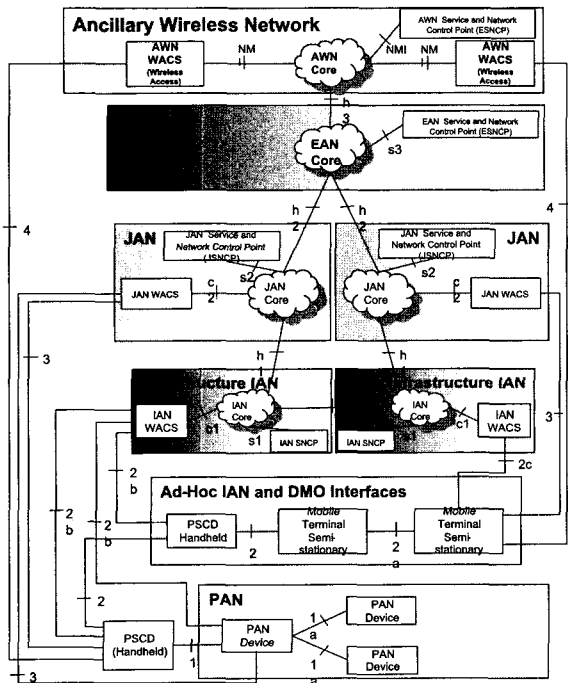 Ancillary Wireless Network
AWN Service and Network
Control Point (ESNCP)
AWN
WACS
(Wireless
Access)
NM
AWN
Core
NMI
NM
AWN
WACS
(Wireless
Access)
h
3
EAN
Core
EAN Service and Network
Control Point (ESNCP)
s3
4
4
h
2
h
2
JAN
JAN Service and
Network Control Point
(JSNCP)
s2
JAN WACS
c
2
JAN
Core
JAN
JAN Service and
Network Control Point
(JSNCP)
s2
JAN
Core
c
2
JAN WACS
3
h
h
structure IAN
IAN
WACS
c1
IAN
Core
s1
IAN SNCP
frastructure IAN
IAN
Core
c1
s1
IAN SNCP
IAN
WACS
3
2
b
2c
2
b
2
b
Ad-Hoc IAN and DMO Interfaces
PSCD
Handheld
2
Mobile
Terminal
Semi-
stationary
2
a
Mobile
Terminal
Semi-
stationary
2
PAN
PSCD
(Handheld)
1
PAN
Device
1
a
PAN
Device
1
a
PAN
Device
3